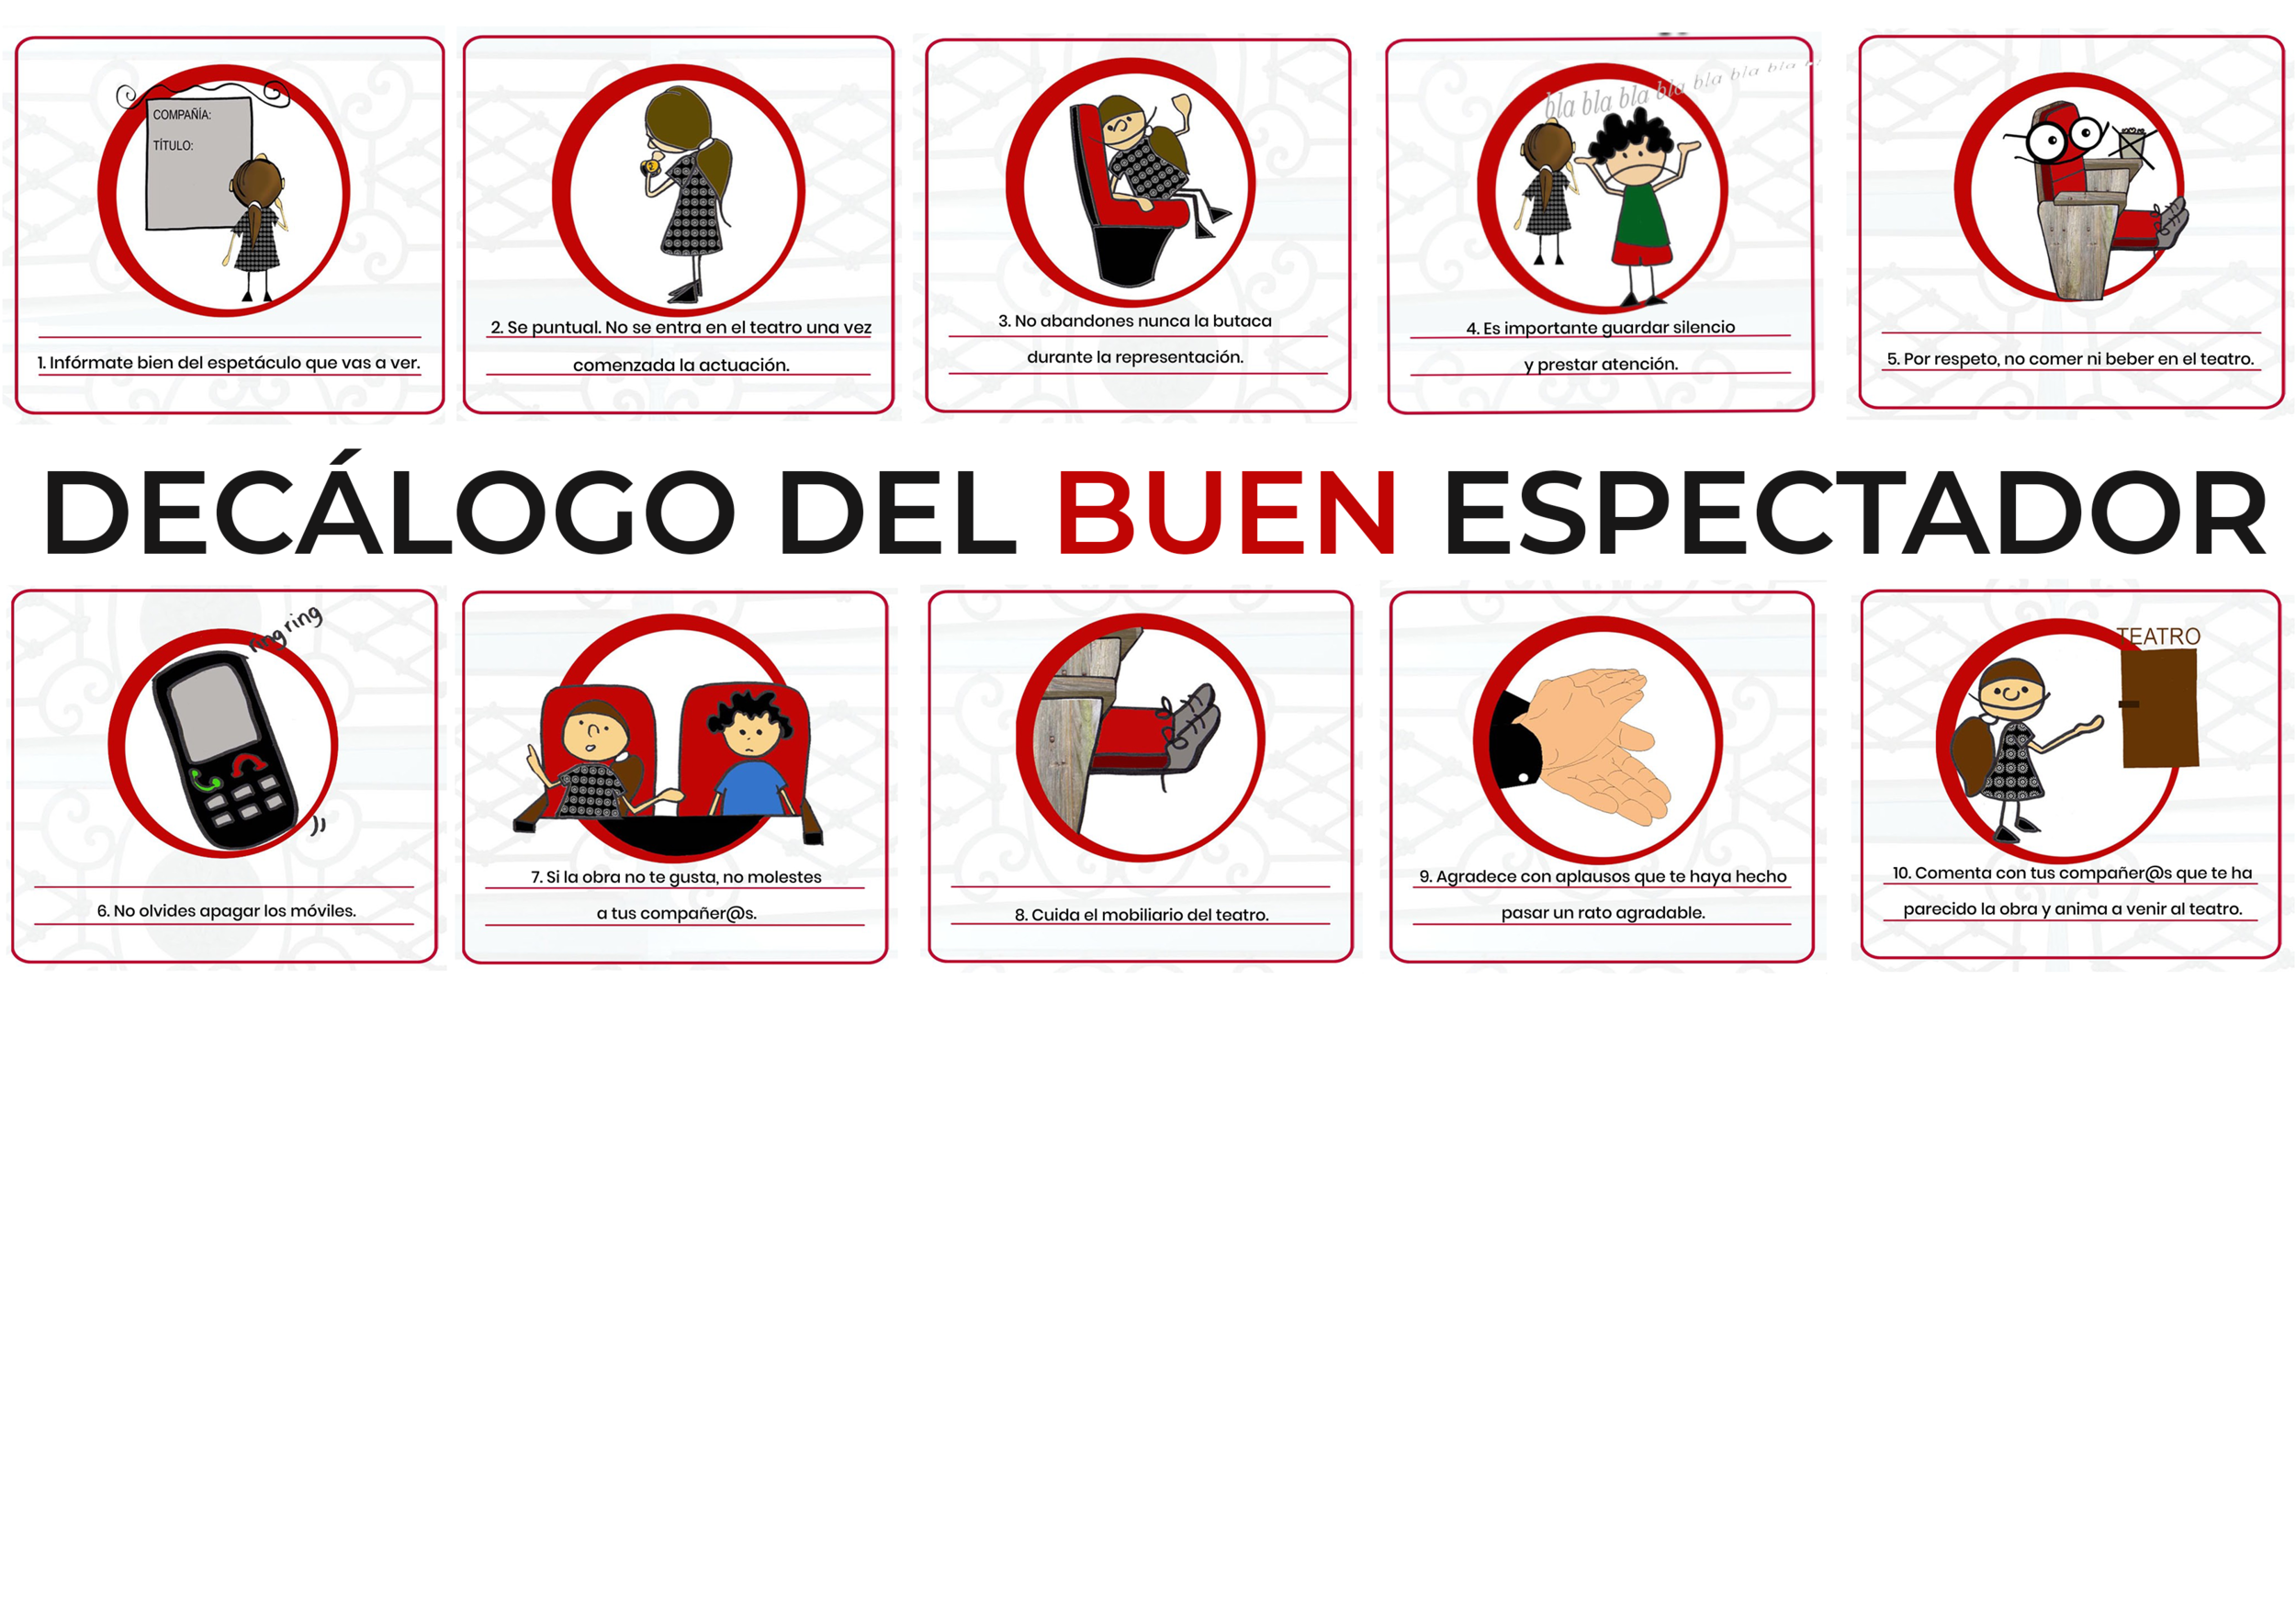 COMPAÑÍA:
TÍTULO:
1. Infórmate bien del espetáculo que vas a ver.
2. Se puntual. No se entra en el teatro una vez
comenzada la actuación.
3. No abandones nunca la butaca
durante la representación.
bla bla bla bla bla bla bla
4. Es importante guardar silencio
y prestar atención.
5. Por respeto, no comer ni beber en el teatro.
DECÁLOGO DEL BUEN ESPECTADOR
ring ring
6. No olvides apagar los móviles.
7. Si la obra no te gusta, no molestes
a tus compañer@s.
8. Cuida el mobiliario del teatro.
9. Agradece con aplausos que te haya hecho
pasar un rato agradable.
TEATRO
10. Comenta con tus compañer@s que te ha
parecido la obra y anima a venir al teatro.